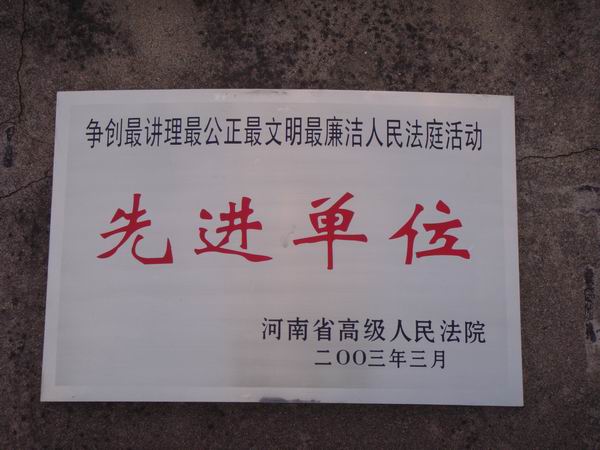 争创最讲理最公正最文明最廉洁人民法庭活动
先进单位
河南省高级人民法院
二OO三年三月